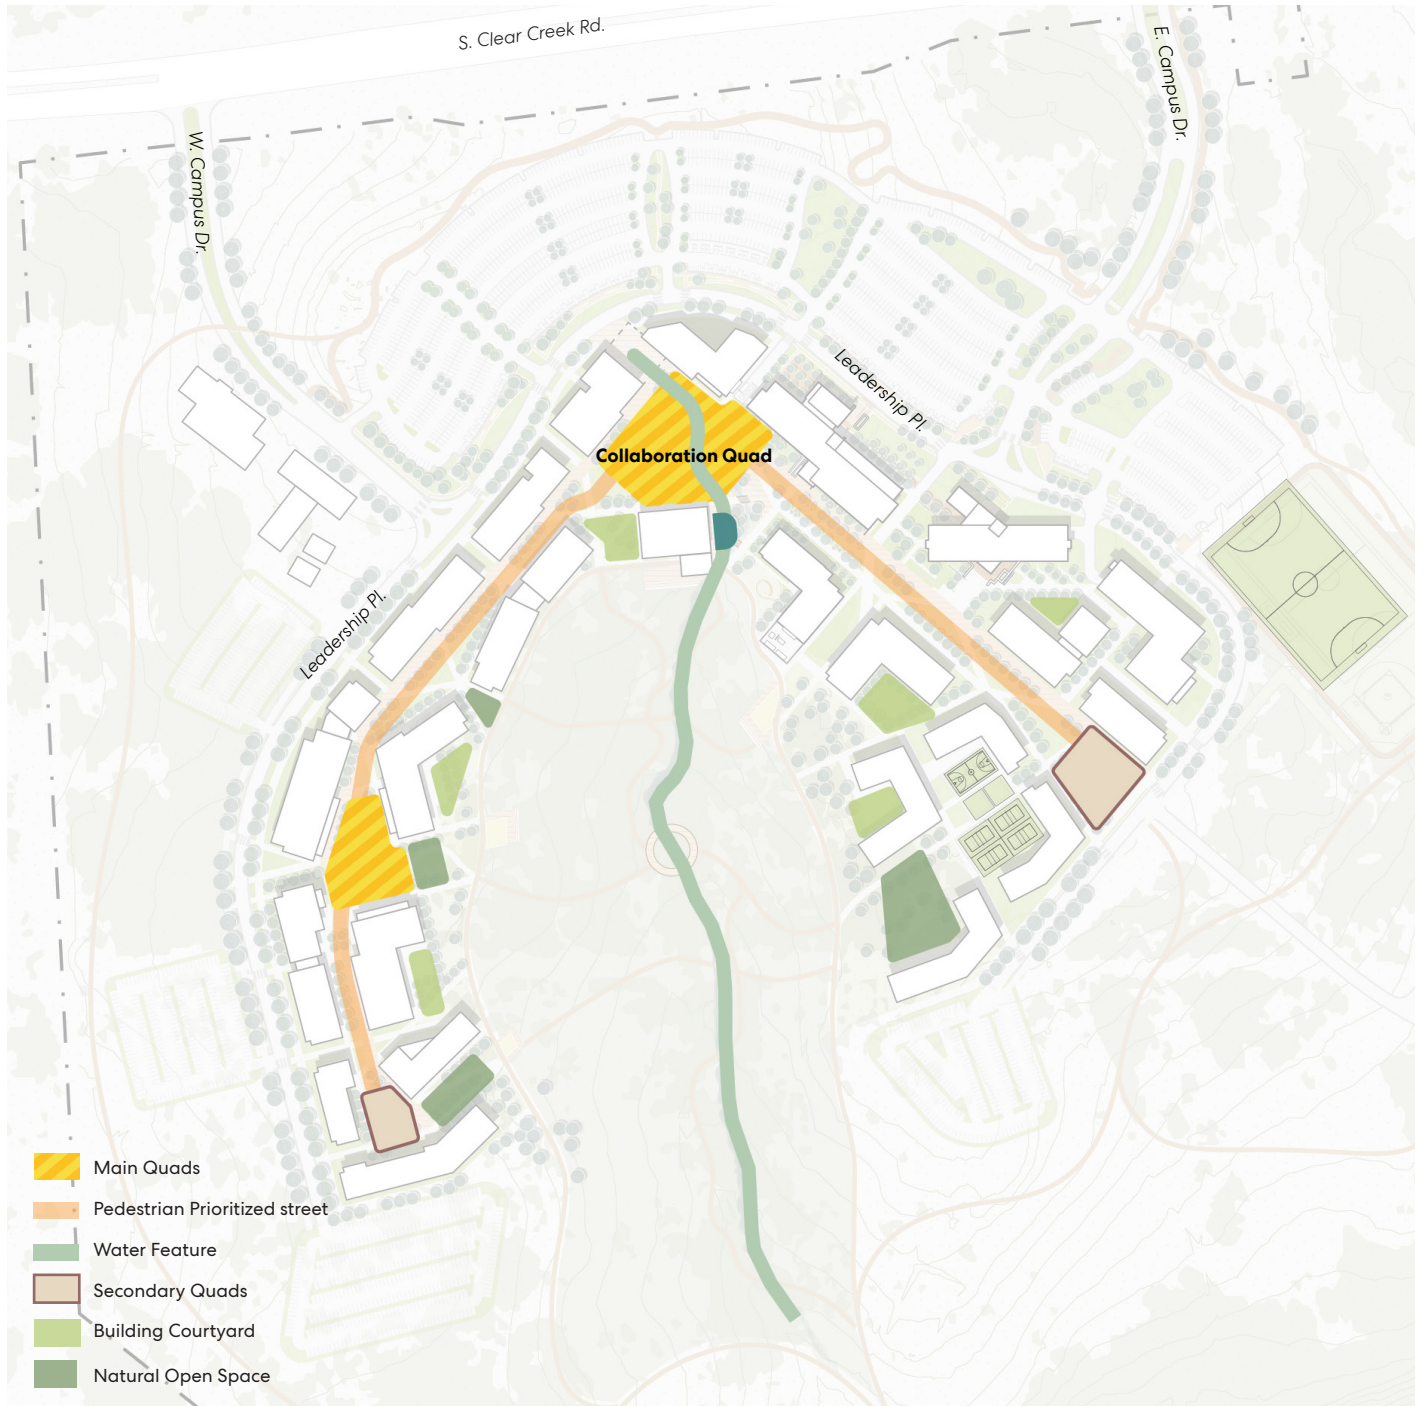 S. Clear Creek Rd.
E. Campus Dr.
W. Campus Dr.
Leadership Pl.
Collaboration Quad
Leadership Pl.
Main Quads
Pedestrian Prioritized street
Water Feature
Secondary Quads
Building Courtyard
Natural Open Space